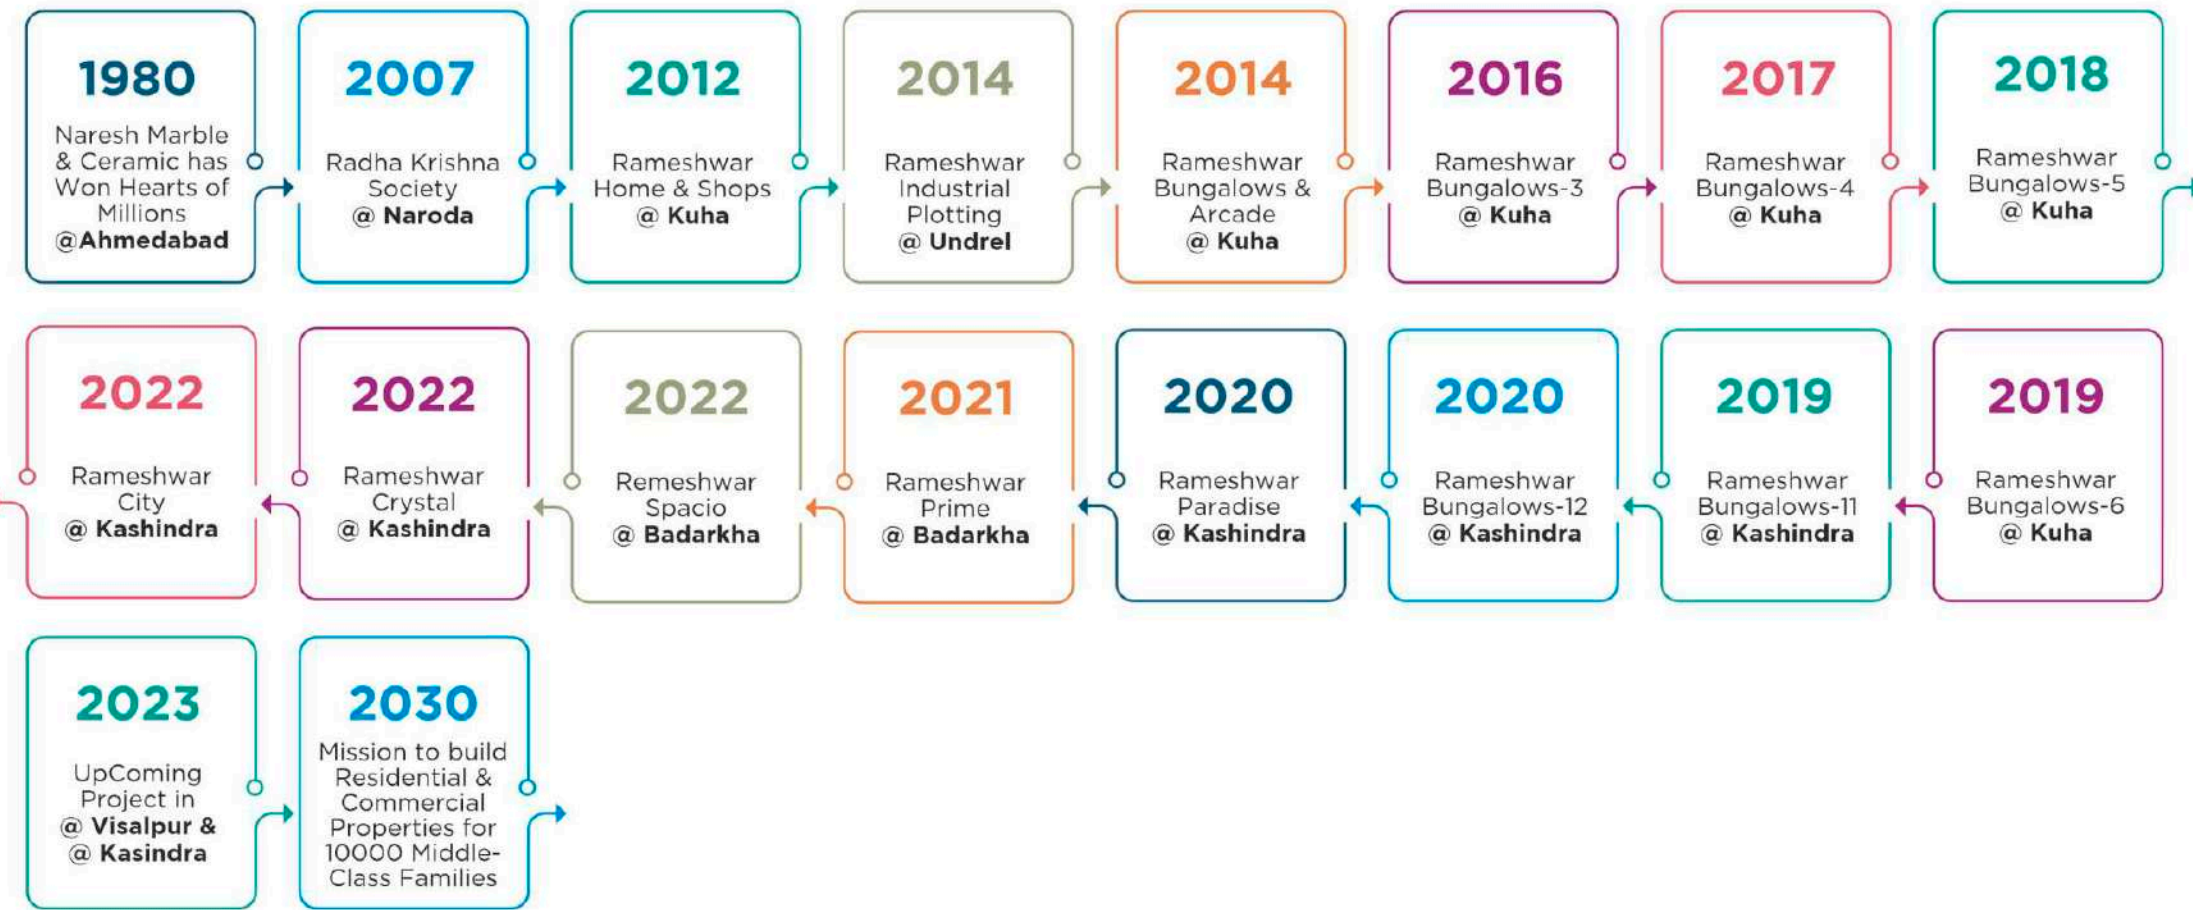 1980
Naresh Marble
& Ceramic has
Won Hearts of
Millions
@Ahmedabad
2007
Radha Krishna
Society
@ Naroda
2012
Rameshwar
Home & Shops
@ Kuha
2014
Rameshwar
Industrial
Plotting
@ Undrel
2014
Rameshwar
Bungalows &
Arcade
@ Kuha
2016
Rameshwar
Bungalows-3
@ Kuha
2017
Rameshwar
Bungalows-4
@ Kuha
2018
Rameshwar
Bungalows-5
@ Kuha
2019
Rameshwar
Bungalows-6
@ Kuha
2019
Rameshwar
Bungalows-11
@ Kashindra
2020
Rameshwar
Bungalows-12
@ Kashindra
2020
Rameshwar
Paradise
@ Kashindra
2021
Rameshwar
Prime
@ Badarkha
2022
Remeshwar
Spacio
@ Badarkha
2022
Rameshwar
Crystal
@ Kashindra
2022
Rameshwar
City
@ Kashindra
2023
UpComing
Project in
@ Visalpur &
@ Kasindra
2030
Mission to build
Residential &
Commercial
Properties for
10000 Middle-
Class Families